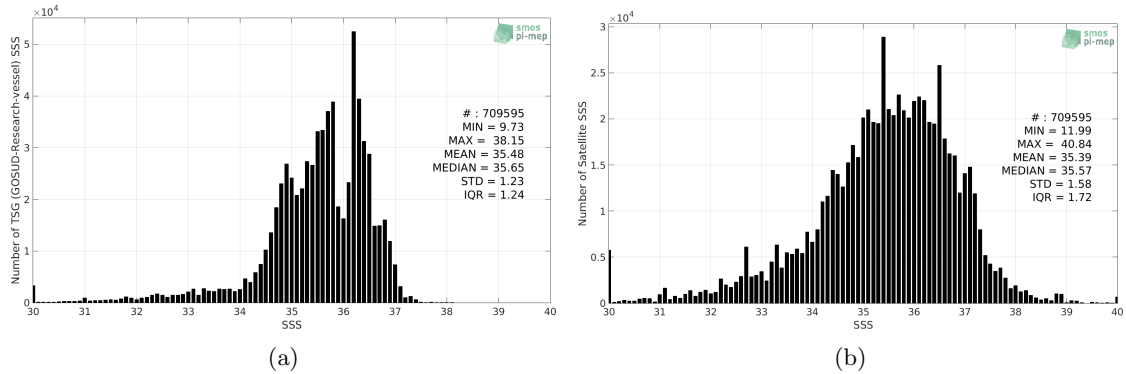 ×10⁴
smos
pi-mep
Number of TSG (GOSUD-Research-vessel) SSS
5
4
3
2
1
0
# : 709595
MIN = 9.73
MAX = 38.15
MEAN = 35.48
MEDIAN = 35.65
STD = 1.23
IQR = 1.24
30 31 32 33 34 35 36 37 38 39 40
SSS
(a)
×10⁴
smos
pi-mep
Number of Satellite SSS
3
2.5
2
1.5
1
0.5
0
# : 709595
MIN = 11.99
MAX = 40.84
MEAN = 35.39
MEDIAN = 35.57
STD = 1.58
IQR = 1.72
30 31 32 33 34 35 36 37 38 39 40
SSS
(b)